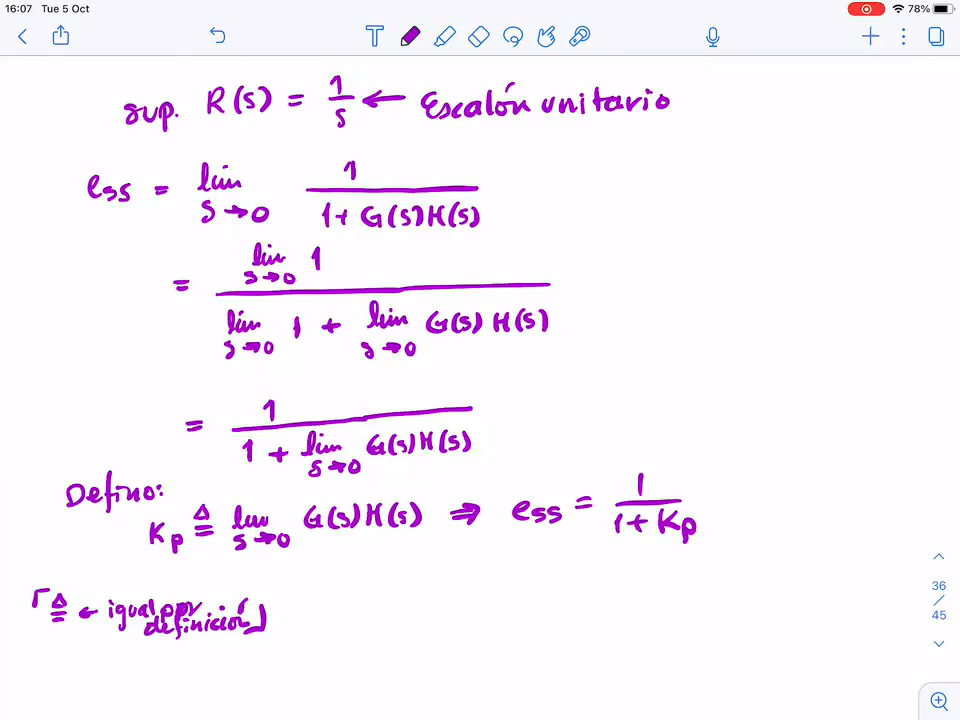 16:07 Tue 5 Oct 78%
sup. R(s) = 1/s ← Escalón unitario
ess = lim s→0 1/(1 + G(s)H(s))
= (lim s→0 1)/(lim s→0 1 + lim s→0 G(s)H(s))
= 1/(1 + lim s→0 G(s)H(s))
Defino:
Kp ≜ lim s→0 G(s)H(s) ⇒ ess = 1/(1 + Kp)
┌ ≜ ← igual por
definición ┘
36
/
45